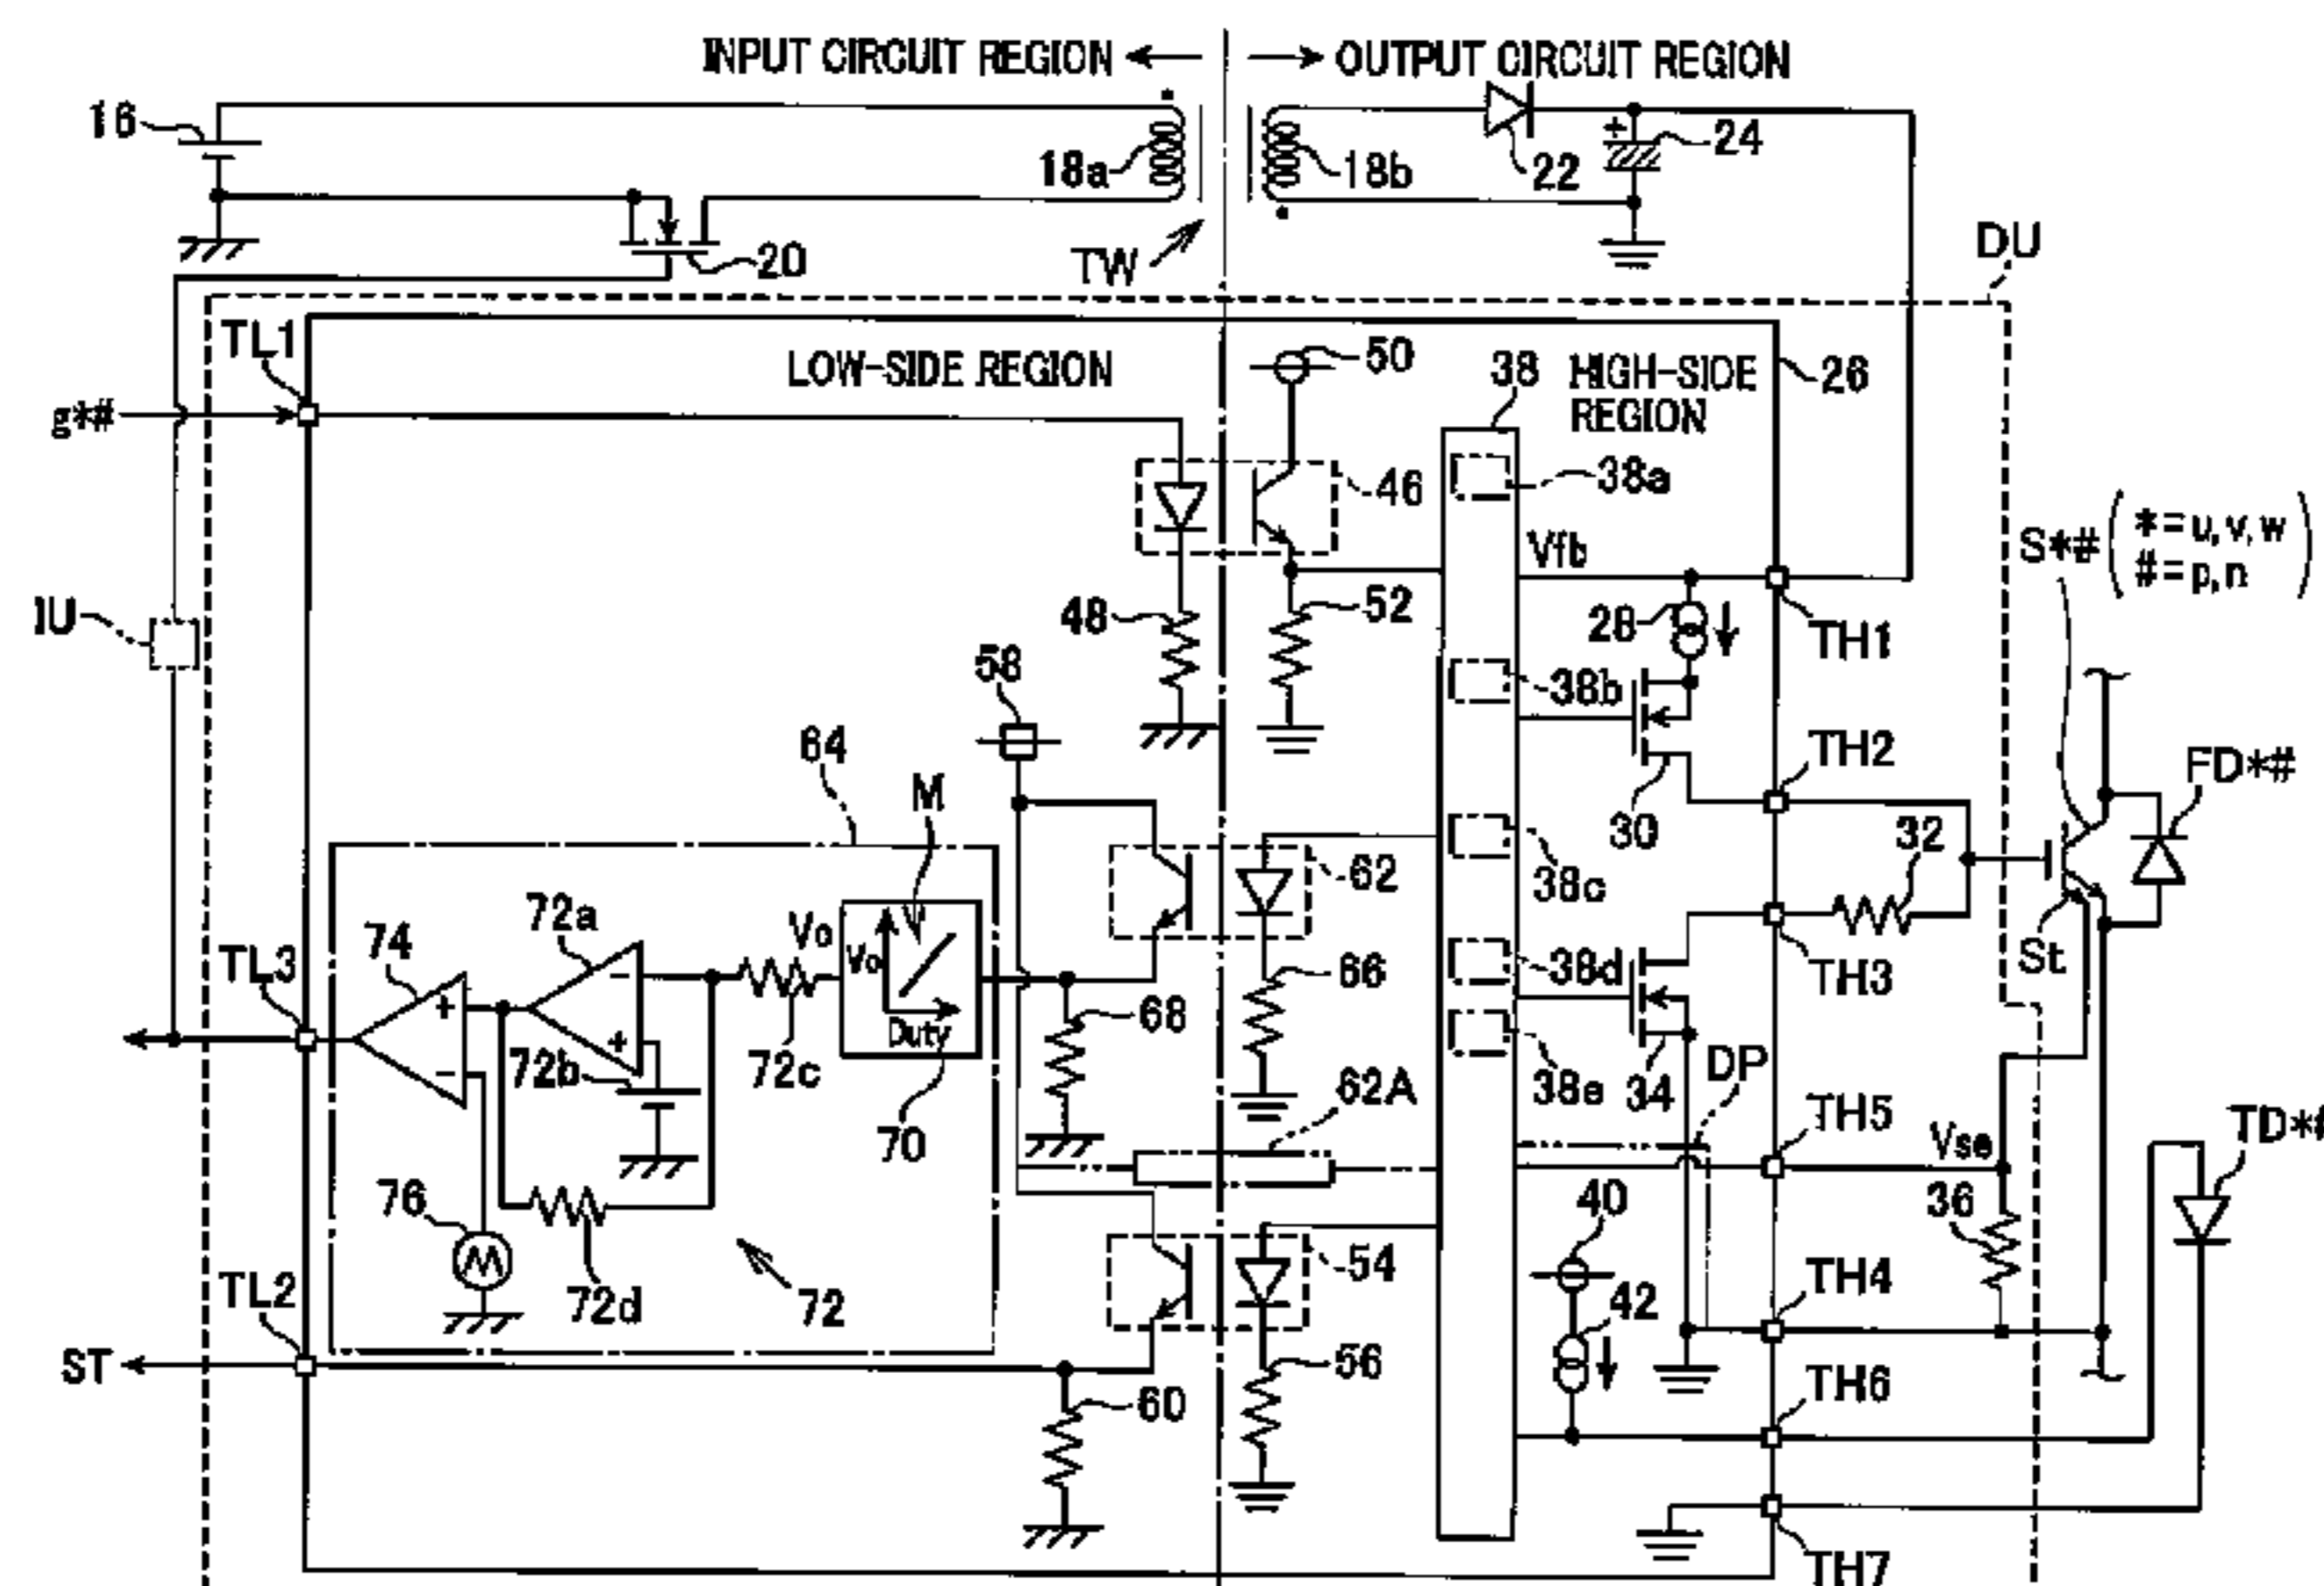 INPUT CIRCUIT REGION
OUTPUT CIRCUIT REGION
16
18a
18b
22
24
20
TW
DU
TL1
LOW-SIDE REGION
50
38
HIGH-SIDE
REGION
26
g*#
46
38a
S*#
*=u,v,w
#=p,n
Vfb
IU
48
52
28
TH1
58
38b
64
M
TH2
FD*#
30
32
62
38c
72a
Vo
Vo
74
TL3
66
38d
TH3
St
68
Duty
72b
72c
38e
34
DP
62A
TH5
70
Vse
TD*#
76
40
36
TH4
54
TL2
72d
72
42
ST
56
TH6
60
TH7